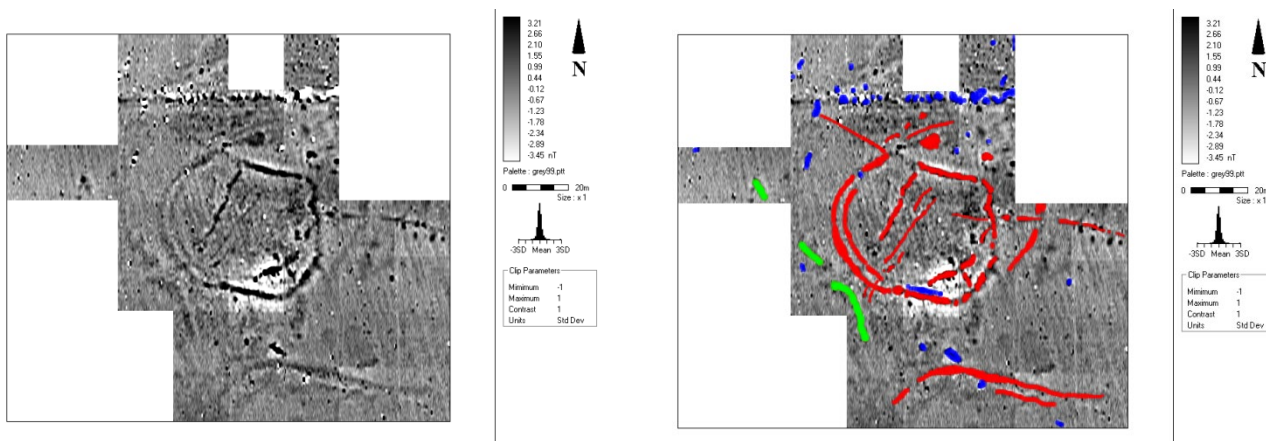 3.21
2.66
2.10
1.55
0.99
0.44
-0.12
-0.67
-1.23
-1.78
-2.34
-2.89
-3.45 nT
N
Palette : grey99.ptt
0 20m
Size : x 1
-3SD Mean 3SD
Clip Parameters
Minimum -1
Maximum 1
Contrast 1
Units Std Dev
3.21
2.66
2.10
1.55
0.99
0.44
-0.12
-0.67
-1.23
-1.78
-2.34
-2.89
-3.45 nT
N
Palette : grey99.ptt
0 20m
Size : x 1
-3SD Mean 3SD
Clip Parameters
Minimum -1
Maximum 1
Contrast 1
Units Std Dev